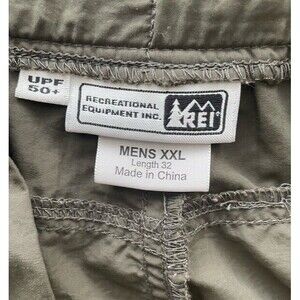 UPF
50+
RECREATIONAL
EQUIPMENT INC.
REI
MENS XXL
Length 32
Made in China